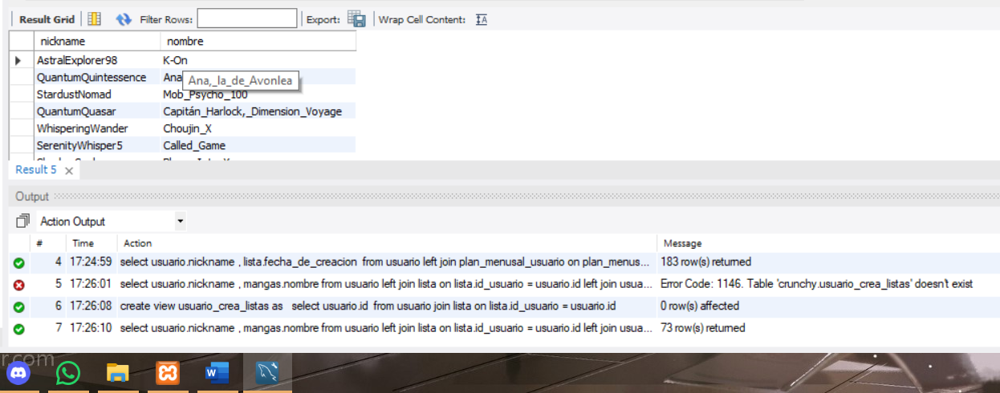 Result Grid Filter Rows: Export: Wrap Cell Content: IA
nickname nombre
AstralExplorer98 K-On
QuantumQuintessence Ana
Ana,_la_de_Avonlea
StardustNomad Mob_Psycho_100
QuantumQuasar Capitán_Harlock,_Dimension_Voyage
WhisperingWander Choujin_X
SerenityWhisper5 Called_Game
Result 5
Output
Action Output
# Time Action Message
4 17:24:59 select usuario.nickname , lista.fecha_de_creacion from usuario left join plan_menusal_usuario on plan_menus... 183 row(s) returned
5 17:26:01 select usuario.nickname , mangas.nombre from usuario left join lista on lista.id_usuario = usuario.id left join usua... Error Code: 1146. Table 'crunchy.usuario_crea_listas' doesn't exist
6 17:26:08 create view usuario_crea_listas as select usuario.id from usuario join lista on lista.id_usuario = usuario.id 0 row(s) affected
7 17:26:10 select usuario.nickname , mangas.nombre from usuario left join lista on lista.id_usuario = usuario.id left join usua... 73 row(s) returned
r.com
W